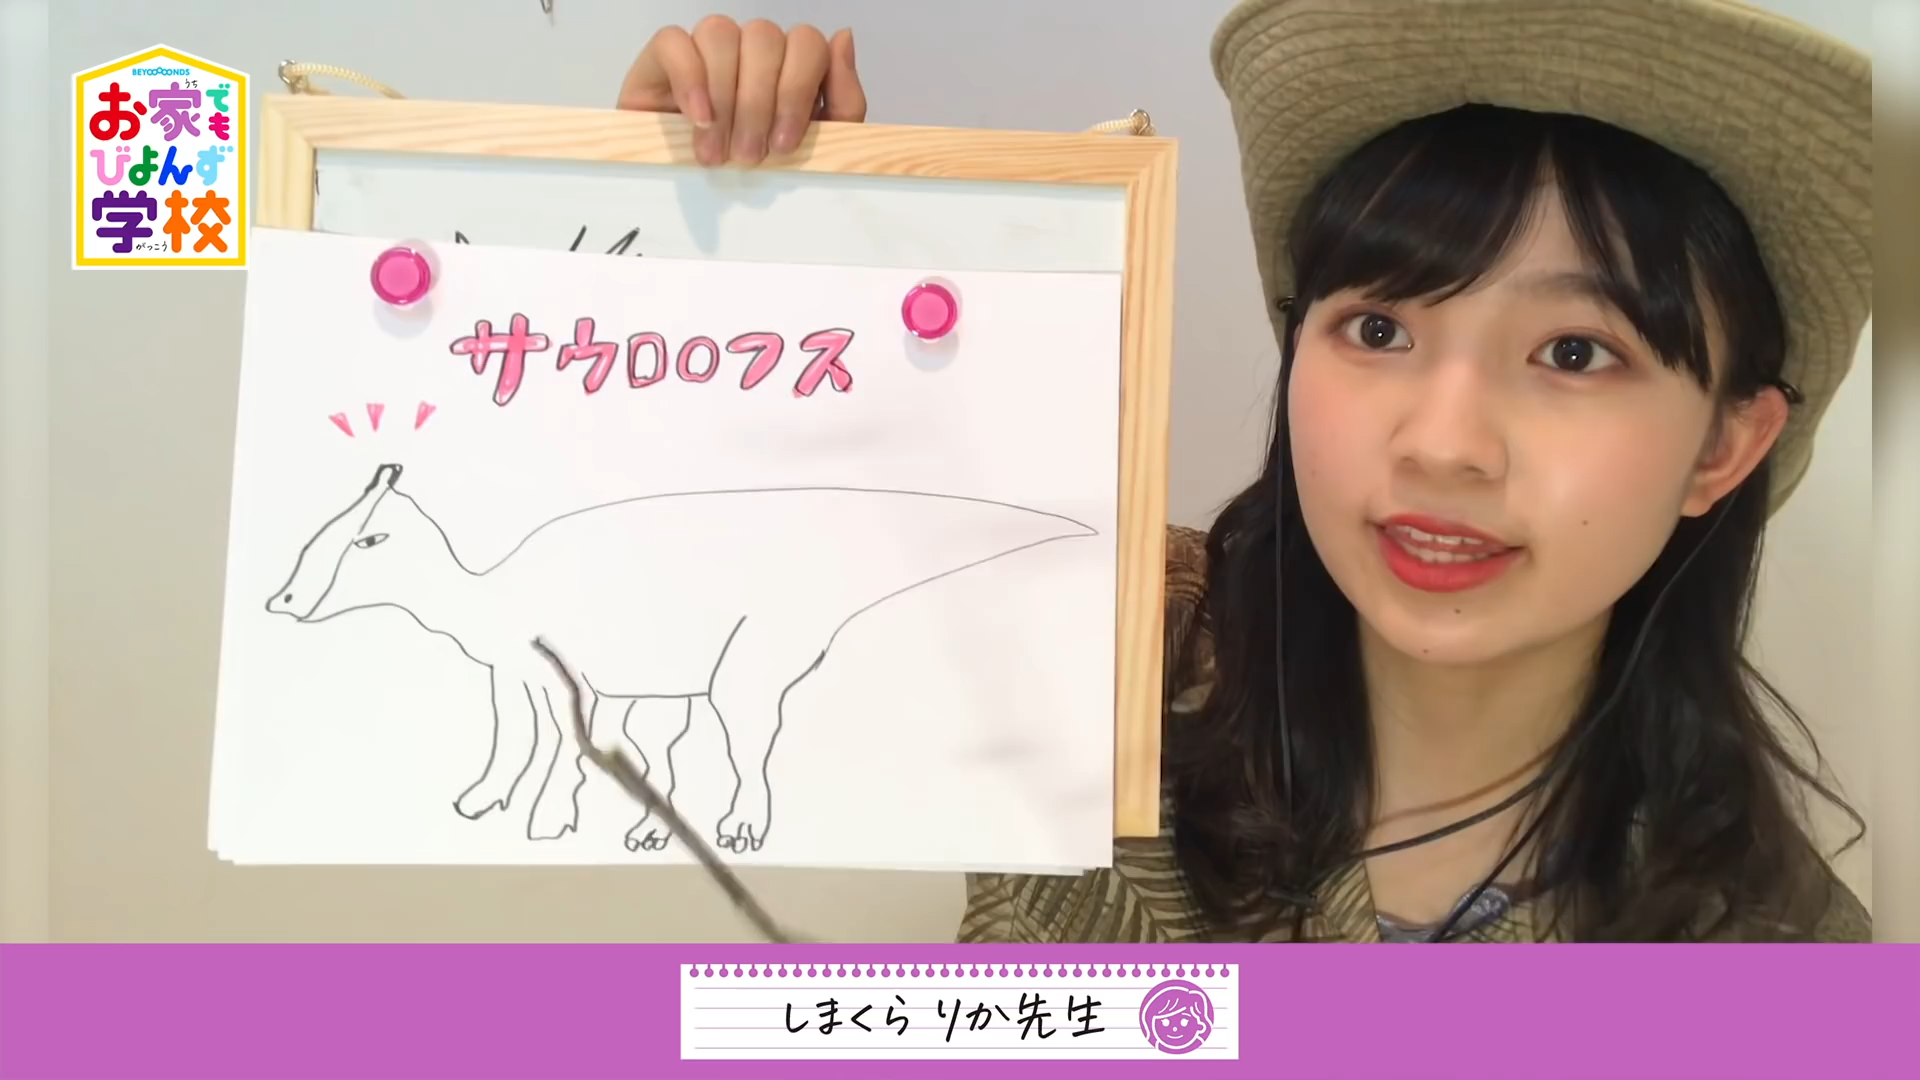 BEYOOOOONDS
お家でも
うち
びよんず
学校
がっこう
サウロロフス
しまくら りか先生